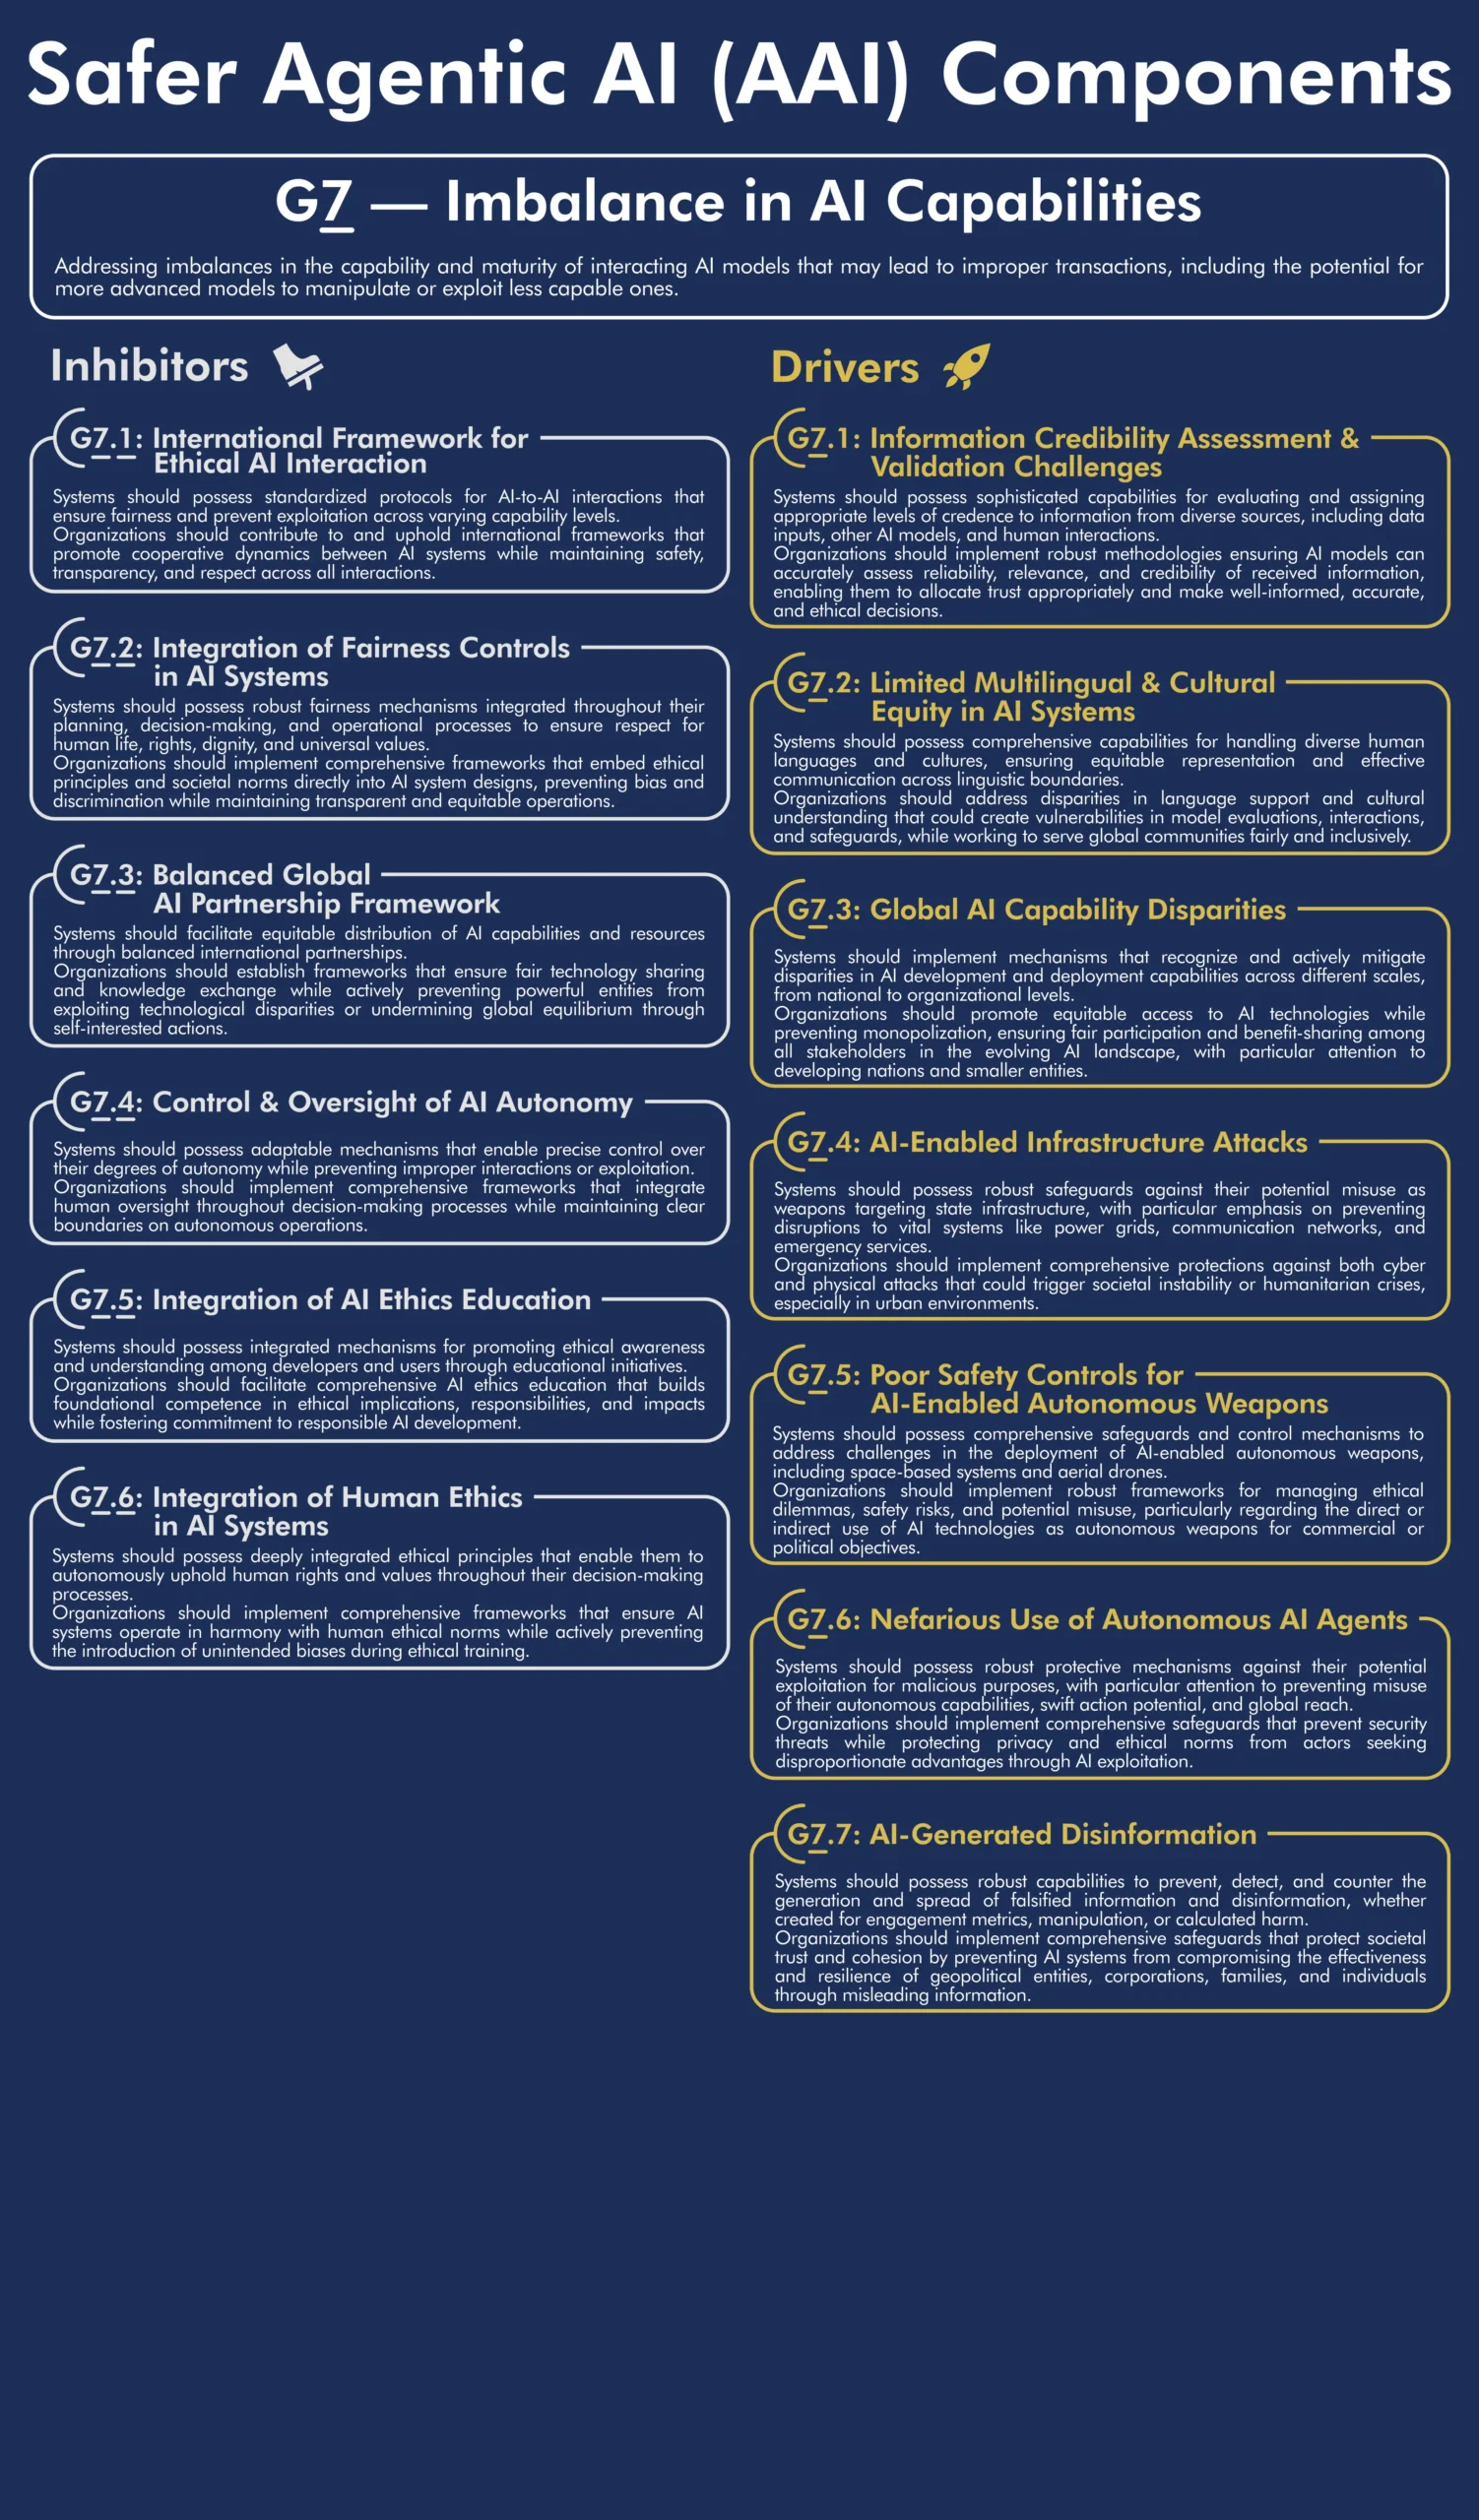 Safer Agentic AI (AAI) Components
G7 — Imbalance in AI Capabilities
Addressing imbalances in the capability and maturity of interacting AI models that may lead to improper transactions, including the potential for
more advanced models to manipulate or exploit less capable ones.
Inhibitors
G7.1: International Framework for
Ethical AI Interaction
Systems should possess standardized protocols for AI-to-AI interactions that
ensure fairness and prevent exploitation across varying capability levels.
Organizations should contribute to and uphold international frameworks that
promote cooperative dynamics between AI systems while maintaining safety,
transparency, and respect across all interactions.
G7.2: Integration of Fairness Controls
in AI Systems
Systems should possess robust fairness mechanisms integrated throughout their
planning, decision-making, and operational processes to ensure respect for
human life, rights, dignity, and universal values.
Organizations should implement comprehensive frameworks that embed ethical
principles and societal norms directly into AI system designs, preventing bias and
discrimination while maintaining transparent and equitable operations.
G7.3: Balanced Global
AI Partnership Framework
Systems should facilitate equitable distribution of AI capabilities and resources
through balanced international partnerships.
Organizations should establish frameworks that ensure fair technology sharing
and knowledge exchange while actively preventing powerful entities from
exploiting technological disparities or undermining global equilibrium through
self-interested actions.
G7.4: Control & Oversight of AI Autonomy
Systems should possess adaptable mechanisms that enable precise control over
their degrees of autonomy while preventing improper interactions or exploitation.
Organizations should implement comprehensive frameworks that integrate
human oversight throughout decision-making processes while maintaining clear
boundaries on autonomous operations.
G7.5: Integration of AI Ethics Education
Systems should possess integrated mechanisms for promoting ethical awareness
and understanding among developers and users through educational initiatives.
Organizations should facilitate comprehensive AI ethics education that builds
foundational competence in ethical implications, responsibilities, and impacts
while fostering commitment to responsible AI development.
G7.6: Integration of Human Ethics
in AI Systems
Systems should possess deeply integrated ethical principles that enable them to
autonomously uphold human rights and values throughout their decision-making
processes.
Organizations should implement comprehensive frameworks that ensure AI
systems operate in harmony with human ethical norms while actively preventing
the introduction of unintended biases during ethical training.
Drivers
G7.1: Information Credibility Assessment &
Validation Challenges
Systems should possess sophisticated capabilities for evaluating and assigning
appropriate levels of credence to information from diverse sources, including data
inputs, other AI models, and human interactions.
Organizations should implement robust methodologies ensuring AI models can
accurately assess reliability, relevance, and credibility of received information,
enabling them to allocate trust appropriately and make well-informed, accurate,
and ethical decisions.
G7.2: Limited Multilingual & Cultural
Equity in AI Systems
Systems should possess comprehensive capabilities for handling diverse human
languages and cultures, ensuring equitable representation and effective
communication across linguistic boundaries.
Organizations should address disparities in language support and cultural
understanding that could create vulnerabilities in model evaluations, interactions,
and safeguards, while working to serve global communities fairly and inclusively.
G7.3: Global AI Capability Disparities
Systems should implement mechanisms that recognize and actively mitigate
disparities in AI development and deployment capabilities across different scales,
from national to organizational levels.
Organizations should promote equitable access to AI technologies while
preventing monopolization, ensuring fair participation and benefit-sharing among
all stakeholders in the evolving AI landscape, with particular attention to
developing nations and smaller entities.
G7.4: AI-Enabled Infrastructure Attacks
Systems should possess robust safeguards against their potential misuse as
weapons targeting state infrastructure, with particular emphasis on preventing
disruptions to vital systems like power grids, communication networks, and
emergency services.
Organizations should implement comprehensive protections against both cyber
and physical attacks that could trigger societal instability or humanitarian crises,
especially in urban environments.
G7.5: Poor Safety Controls for
AI-Enabled Autonomous Weapons
Systems should possess comprehensive safeguards and control mechanisms to
address challenges in the deployment of AI-enabled autonomous weapons,
including space-based systems and aerial drones.
Organizations should implement robust frameworks for managing ethical
dilemmas, safety risks, and potential misuse, particularly regarding the direct or
indirect use of AI technologies as autonomous weapons for commercial or
political objectives.
G7.6: Nefarious Use of Autonomous AI Agents
Systems should possess robust protective mechanisms against their potential
exploitation for malicious purposes, with particular attention to preventing misuse
of their autonomous capabilities, swift action potential, and global reach.
Organizations should implement comprehensive safeguards that prevent security
threats while protecting privacy and ethical norms from actors seeking
disproportionate advantages through AI exploitation.
G7.7: AI-Generated Disinformation
Systems should possess robust capabilities to prevent, detect, and counter the
generation and spread of falsified information and disinformation, whether
created for engagement metrics, manipulation, or calculated harm.
Organizations should implement comprehensive safeguards that protect societal
trust and cohesion by preventing AI systems from compromising the effectiveness
and resilience of geopolitical entities, corporations, families, and individuals
through misleading information.